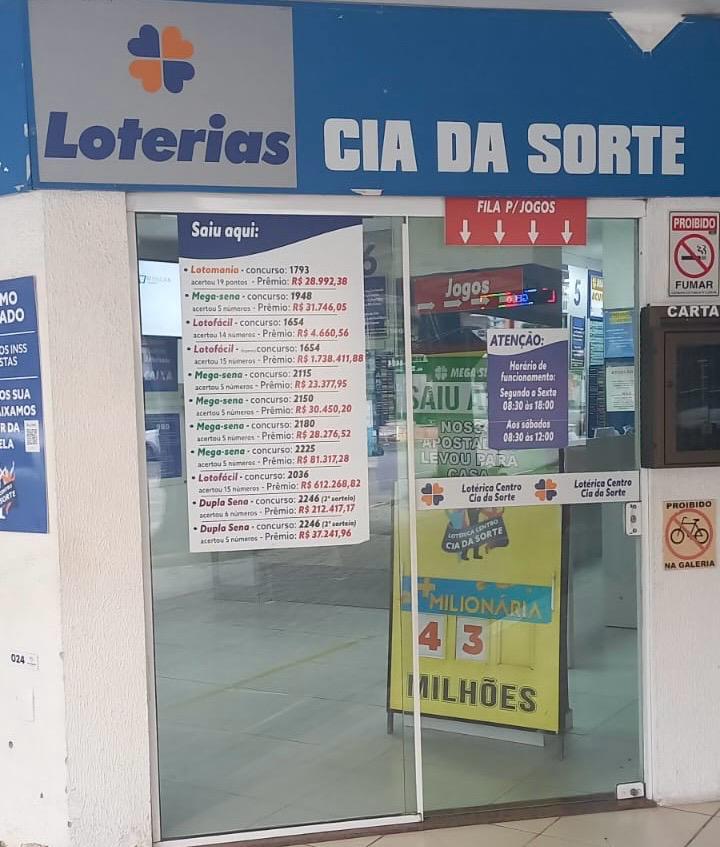 Loterias
CIA DA SORTE
FILA P/ JOGOS
Saiu aqui:
• Lotomania - concurso: 1793
acertou 19 pontos - Prêmio: R$ 28.992,38
• Mega-sena - concurso: 1948
acertou 5 números - Prêmio: R$ 31.746,05
• Lotofácil - concurso: 1654
acertou 14 números - Prêmio: R$ 4.660,56
• Lotofácil - concurso: 1654
acertou 15 números - Prêmio: R$ 1.738.411,88
• Mega-sena - concurso: 2115
acertou 5 números - Prêmio: R$ 23.377,95
• Mega-sena - concurso: 2150
acertou 5 números - Prêmio: R$ 30.450,20
• Mega-sena - concurso: 2180
acertou 5 números - Prêmio: R$ 28.276,52
• Mega-sena - concurso: 2225
acertou 5 números - Prêmio: R$ 81.317,28
• Lotofácil - concurso: 2036
acertou 15 números - Prêmio: R$ 612.268,82
• Dupla Sena - concurso: 2246 (2º sorteio)
acertou 6 números - Prêmio: R$ 212.417,17
• Dupla Sena - concurso: 2246 (2º sorteio)
acertou 5 números - Prêmio: R$ 37.241,96
6
Jogos
5
MEGA SE
SAIU A
NOSS
APOSTA
LEVOU PARA
CASA
ATENÇÃO:
Horário de
funcionamento:
Segunda a Sexta
08:30 às 18:00
Aos sábados
08:30 às 12:00
Lotérica Centro
Cia da Sorte
Lotérica Centro
Cia da Sorte
LOTÉRICA CENTRO
CIA DA SORTE
+MILIONÁRIA
43
MILHÕES
PROIBIDO
FUMAR
CARTA
PROIBIDO
NA GALERIA
MO
ADO
OS INSS
STAS
OS SUA
AIXAMOS
R DA
ELA
024